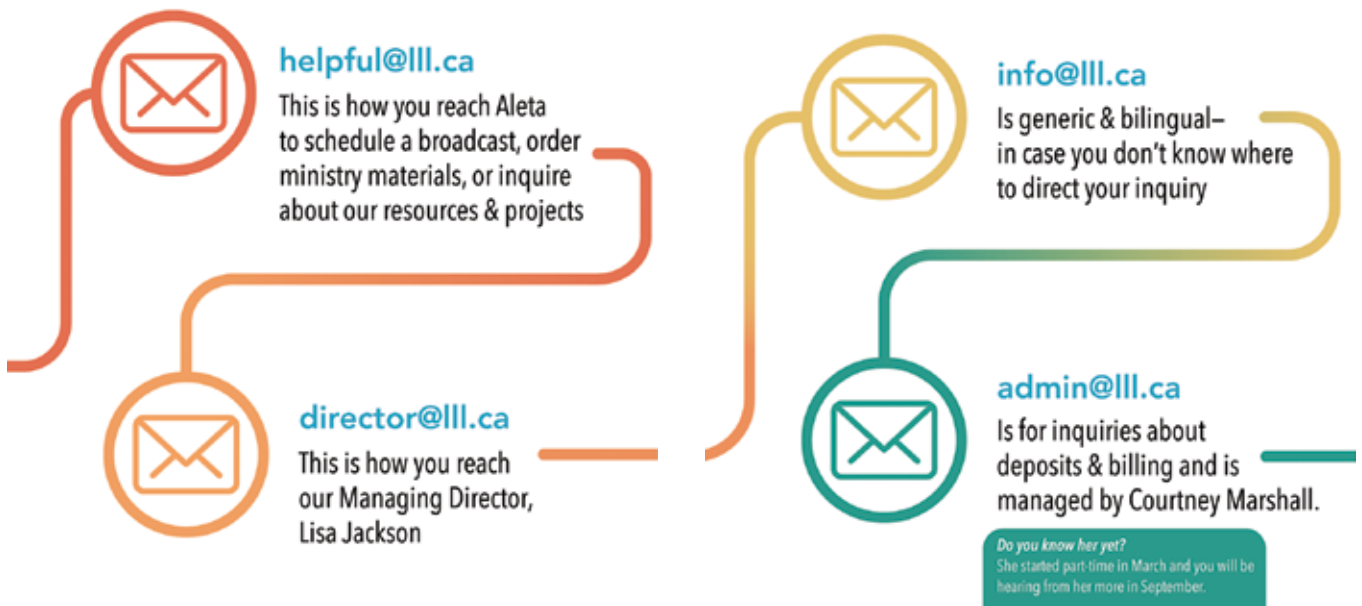 helpful@lll.ca
This is how you reach Aleta
to schedule a broadcast, order
ministry materials, or inquire
about our resources & projects
director@lll.ca
This is how you reach
our Managing Director,
Lisa Jackson
info@lll.ca
Is generic & bilingual—
in case you don't know where
to direct your inquiry
admin@lll.ca
Is for inquiries about
deposits & billing and is
managed by Courtney Marshall.
Do you know her yet?
She started part-time in March and you will be
hearing from her more in September.